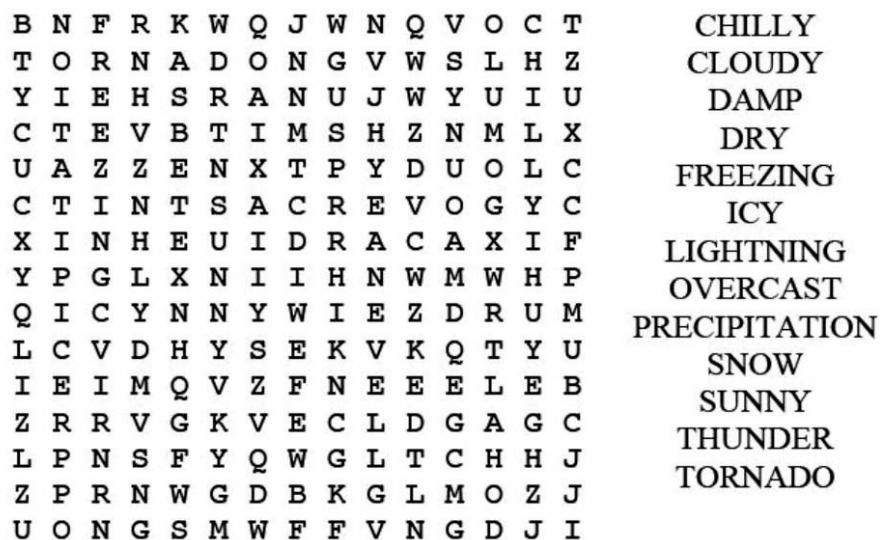 B N F R K W Q J W N Q V O C T
T O R N A D O N G V W S L H Z
Y I E H S R A N U J W Y U I U
C T E V B T I M S H Z N M L X
U A Z Z E N X T P Y D U O L C
C T I N T S A C R E V O G Y C
X I N H E U I D R A C A X I F
Y P G L X N I I H N W M W H P
Q I C Y N N Y W I E Z D R U M
L C V D H Y S E K V K Q T Y U
I E I M Q V Z F N E E E L E B
Z R R V G K V E C L D G A G C
L P N S F Y Q W G L T C H H J
Z P R N W G D B K G L M O Z J
U O N G S M W F F V N G D J I
CHILLY
CLOUDY
DAMP
DRY
FREEZING
ICY
LIGHTNING
OVERCAST
PRECIPITATION
SNOW
SUNNY
THUNDER
TORNADO